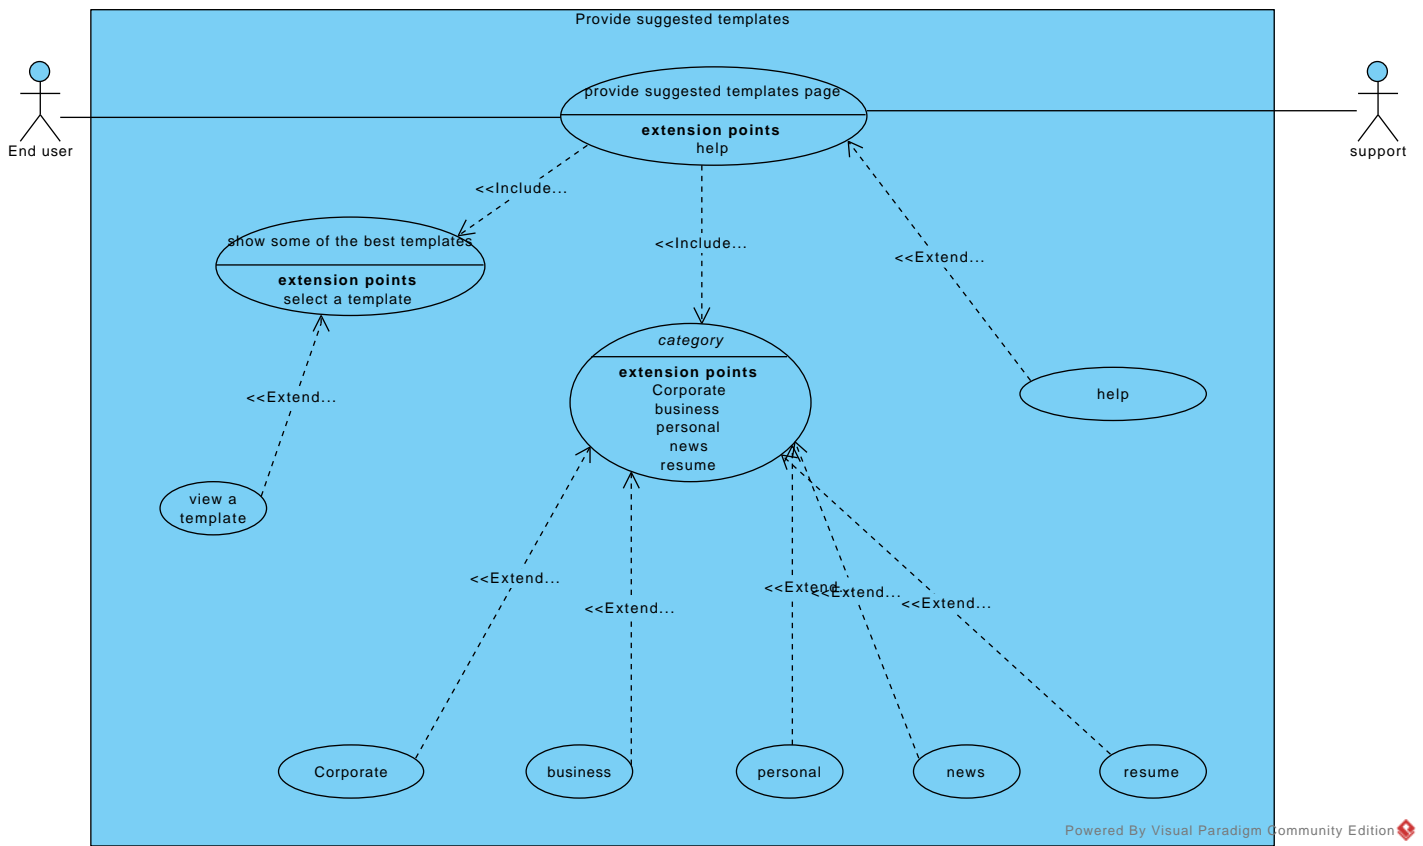 Provide suggested templates
provide suggested templates page
extension points
help
End user
support
<<Include...
show some of the best templates
extension points
select a template
<<Include...
<<Extend...
category
extension points
Corporate
business
personal
news
resume
help
<<Extend...
view a
template
<<Extend...
<<Extend...
<<Extend...
<<Extend...
<<Extend...
Corporate
business
personal
news
resume
Powered By Visual Paradigm Community Edition